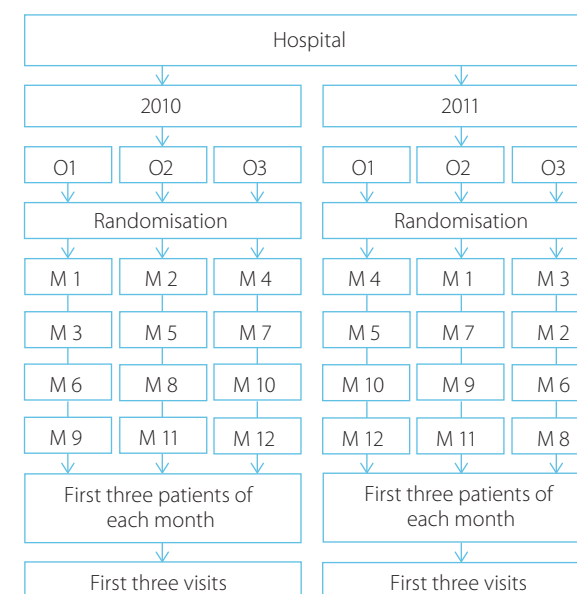 Hospital
2010 2011
O1 O2 O3 O1 O2 O3
Randomisation Randomisation
M 1 M 2 M 4 M 4 M 1 M 3
M 3 M 5 M 7 M 5 M 7 M 2
M 6 M 8 M 10 M 10 M 9 M 6
M 9 M 11 M 12 M 12 M 11 M 8
First three patients of
each month
First three patients of
each month
First three visits First three visits